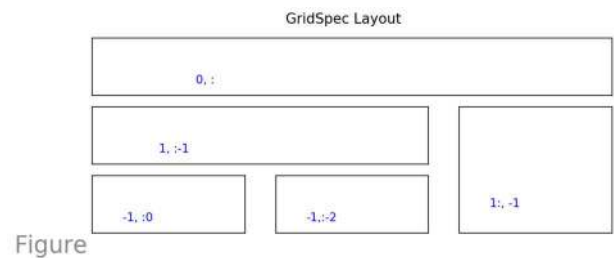 GridSpec Layout
0, :
1, :-1
1:, -1
-1, :0
-1,:-2
Figure